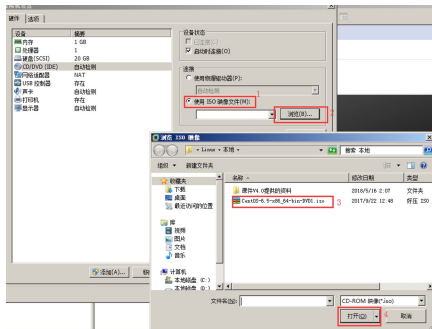 硬件 选项
设备 摘要
内存 1 GB
处理器 1
硬盘(SCSI) 20 GB
CD/DVD (IDE) 自动检测
网络适配器 NAT
USB 控制器 存在
声卡 自动检测
打印机 存在
显示器 自动检测
设备状态
已连接(C)
启动时连接(O)
连接
使用物理驱动器(P):
自动检测
1
使用 ISO 映像文件(M):
浏览(B)...
2
添加(A)...
浏览 ISO 映像
Linux 本地
搜索 本地
组织 新建文件夹
收藏夹
下载
桌面
最近访问的位置
库
视频
图片
文档
音乐
计算机
本地磁盘 (C:)
本地磁盘 (D:)
名称 修改日期 类型
课件V4.0提供的资料 2018/5/16 2:07 文件夹
CentOS-6.5-x86_64-bin-DVD1.iso 3 2017/9/22 12:48 好压 ISO
文件名(N): CD-ROM 映像(*.iso)
打开(O) 4 取消